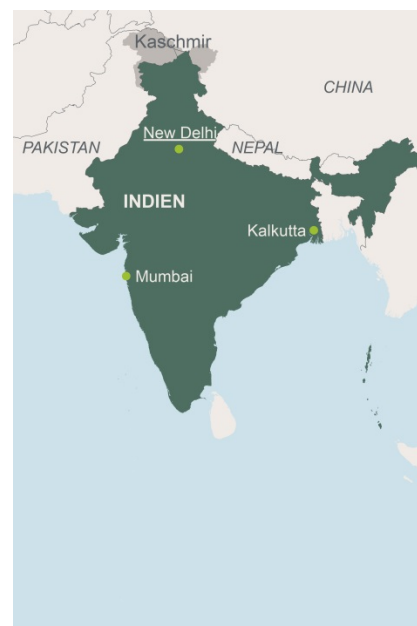 Kaschmir
CHINA
New Delhi
PAKISTAN
NEPAL
INDIEN
Kalkutta
Mumbai